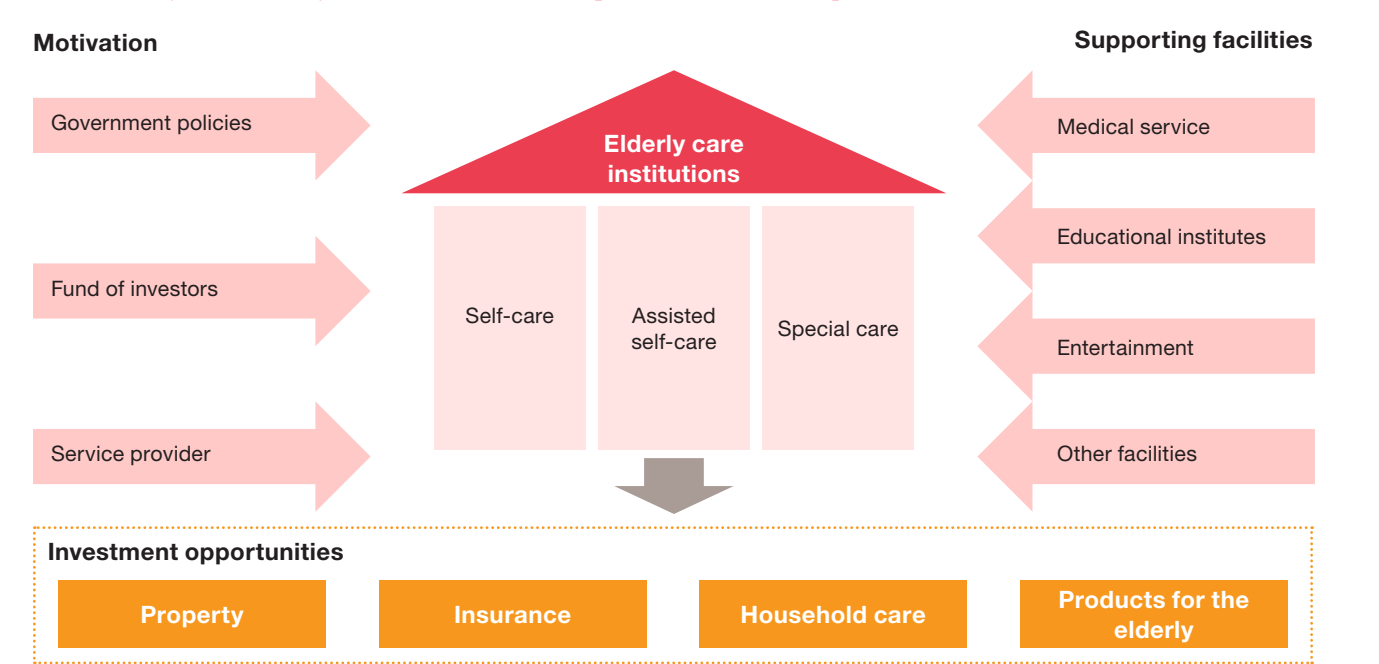 Motivation
Supporting facilities
Government policies
Fund of investors
Service provider
Elderly care
institutions
Self-care
Assisted
self-care
Special care
Medical service
Educational institutes
Entertainment
Other facilities
Investment opportunities
Property
Insurance
Household care
Products for the
elderly